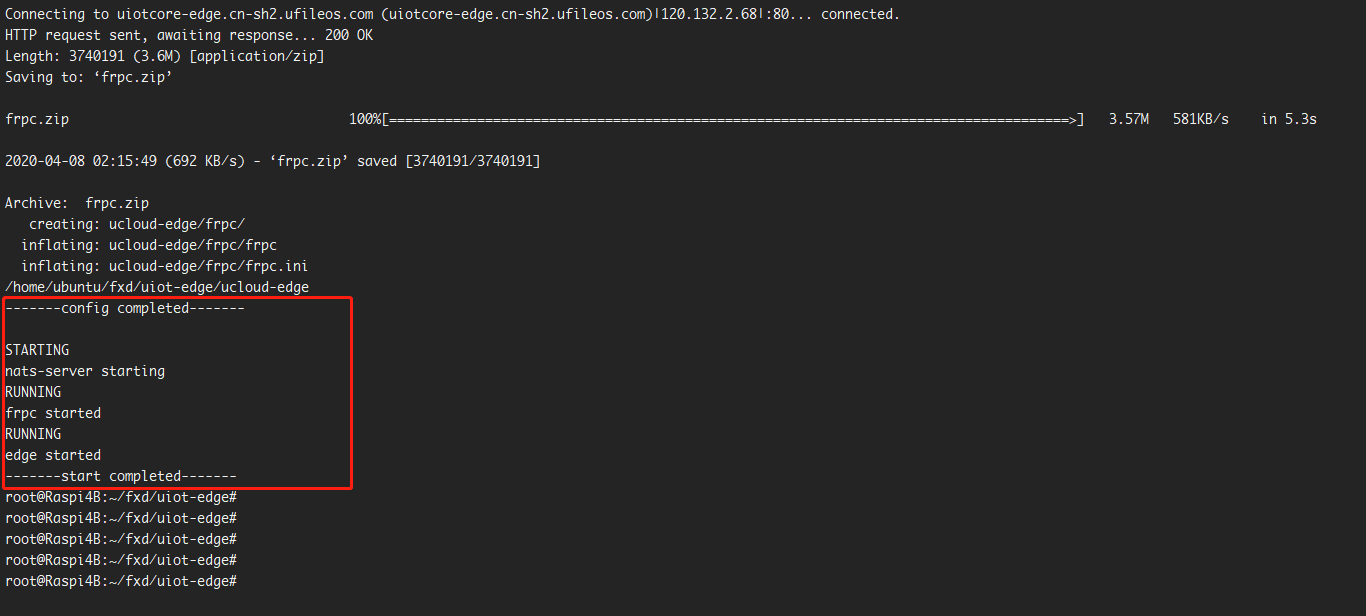 Connecting to uiotcore-edge.cn-sh2.ufileos.com (uiotcore-edge.cn-sh2.ufileos.com)|120.132.2.68|:80... connected.
HTTP request sent, awaiting response... 200 OK
Length: 3740191 (3.6M) [application/zip]
Saving to: ‘frpc.zip’
frpc.zip 100%[=====================================================================================>] 3.57M 581KB/s in 5.3s
2020-04-08 02:15:49 (692 KB/s) - ‘frpc.zip’ saved [3740191/3740191]
Archive: frpc.zip
creating: ucloud-edge/frpc/
inflating: ucloud-edge/frpc/frpc
inflating: ucloud-edge/frpc/frpc.ini
/home/ubuntu/fxd/uiot-edge/ucloud-edge
-------config completed-------
STARTING
nats-server starting
RUNNING
frpc started
RUNNING
edge started
-------start completed-------
root@Raspi4B:~/fxd/uiot-edge#
root@Raspi4B:~/fxd/uiot-edge#
root@Raspi4B:~/fxd/uiot-edge#
root@Raspi4B:~/fxd/uiot-edge#
root@Raspi4B:~/fxd/uiot-edge#